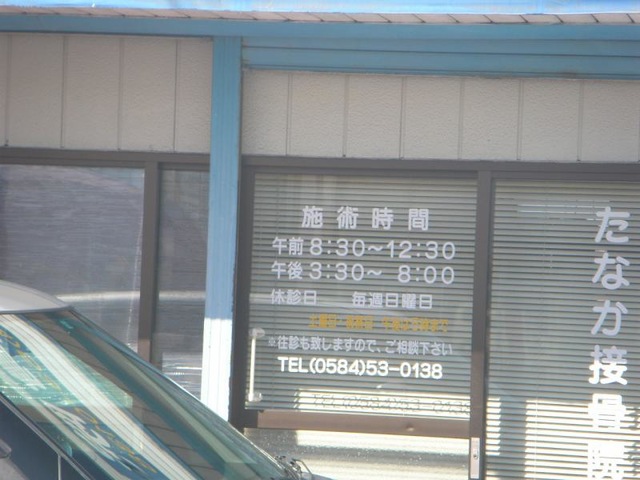 施術時間
午前 8:30～12:30
午後 3:30～ 8:00
休診日 毎週日曜日
※往診も致しますので、ご相談下さい
TEL(0584)53-0138
たなか接骨院